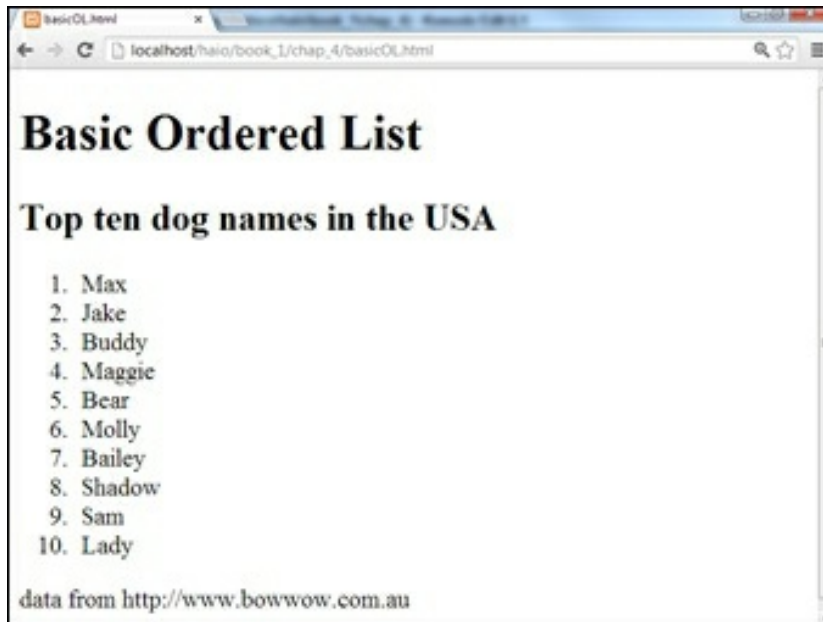 basicOL.html
localhost/haio/book_1/chap_4/basicOL.html
Basic Ordered List
Top ten dog names in the USA
1. Max
2. Jake
3. Buddy
4. Maggie
5. Bear
6. Molly
7. Bailey
8. Shadow
9. Sam
10. Lady
data from http://www.bowwow.com.au